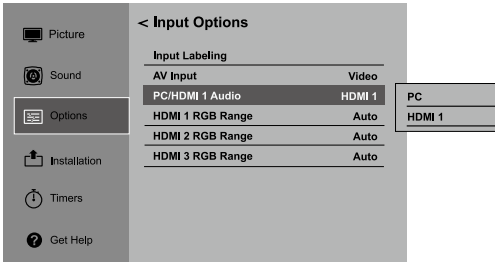 Picture
Sound
Options
Installation
Timers
Get Help
< Input Options
Input Labeling
AV Input Video
PC/HDMI 1 Audio HDMI 1
HDMI 1 RGB Range Auto
HDMI 2 RGB Range Auto
HDMI 3 RGB Range Auto
PC
HDMI 1